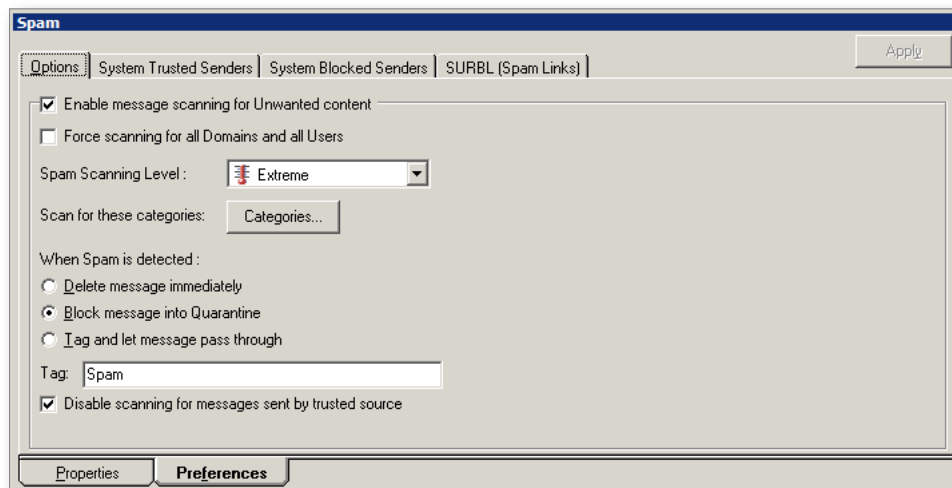 Spam
Apply
Options System Trusted Senders System Blocked Senders SURBL (Spam Links)
Enable message scanning for Unwanted content
Force scanning for all Domains and all Users
Spam Scanning Level : Extreme
Scan for these categories: Categories...
When Spam is detected :
Delete message immediately
Block message into Quarantine
Tag and let message pass through
Tag: Spam
Disable scanning for messages sent by trusted source
Properties Preferences